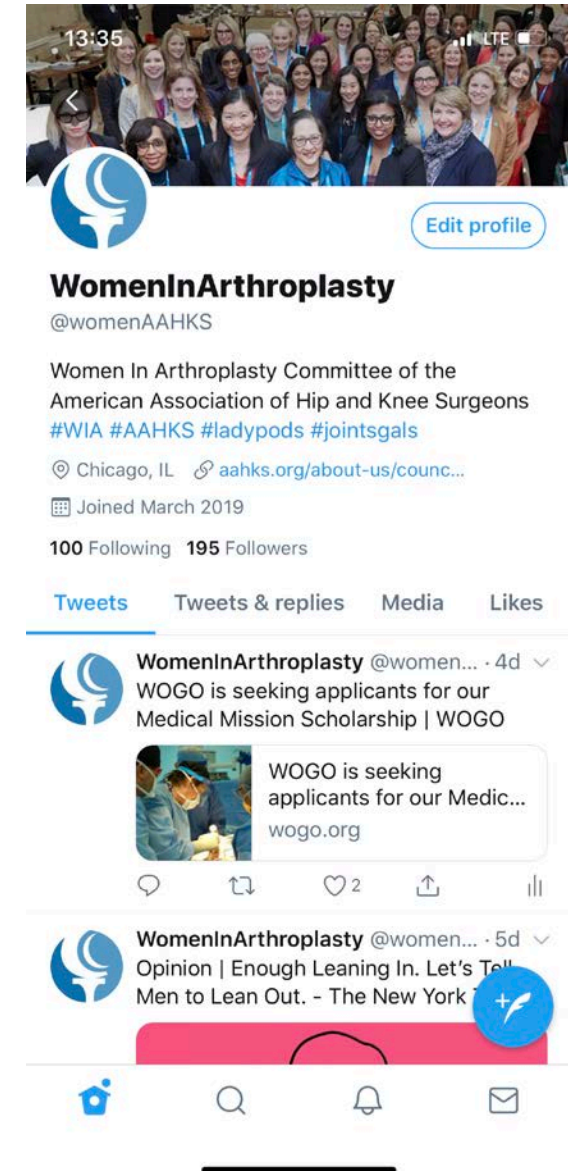 13:35
LTE
Edit profile
WomenInArthroplasty
@womenAAHKS
Women In Arthroplasty Committee of the
American Association of Hip and Knee Surgeons
#WIA #AAHKS #ladypods #jointsgals
Chicago, IL aahks.org/about-us/counc...
Joined March 2019
100 Following 195 Followers
Tweets Tweets & replies Media Likes
WomenInArthroplasty @women... · 4d
WOGO is seeking applicants for our
Medical Mission Scholarship | WOGO
WOGO is seeking
applicants for our Medic...
wogo.org
2
WomenInArthroplasty @women... · 5d
Opinion | Enough Leaning In. Let's Tell
Men to Lean Out. - The New York